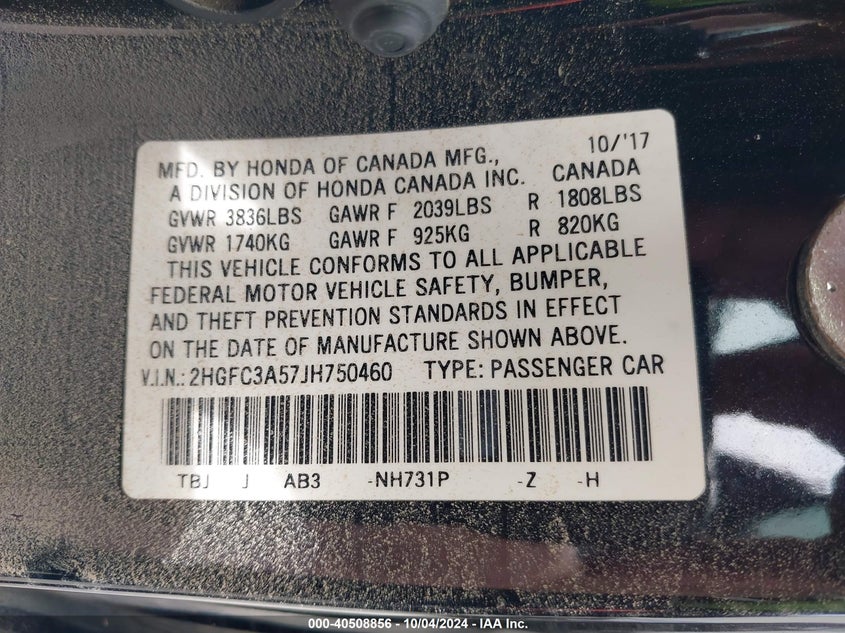 10/'17
MFD. BY HONDA OF CANADA MFG.,
A DIVISION OF HONDA CANADA INC. CANADA
GVWR 3836LBS GAWR F 2039LBS R 1808LBS
GVWR 1740KG GAWR F 925KG R 820KG
THIS VEHICLE CONFORMS TO ALL APPLICABLE
FEDERAL MOTOR VEHICLE SAFETY, BUMPER,
AND THEFT PREVENTION STANDARDS IN EFFECT
ON THE DATE OF MANUFACTURE SHOWN ABOVE.
V.I.N.: 2HGFC3A57JH750460 TYPE: PASSENGER CAR
TBJ J AB3 -NH731P -Z -H
000-40508856 - 10/04/2024 - IAA Inc.